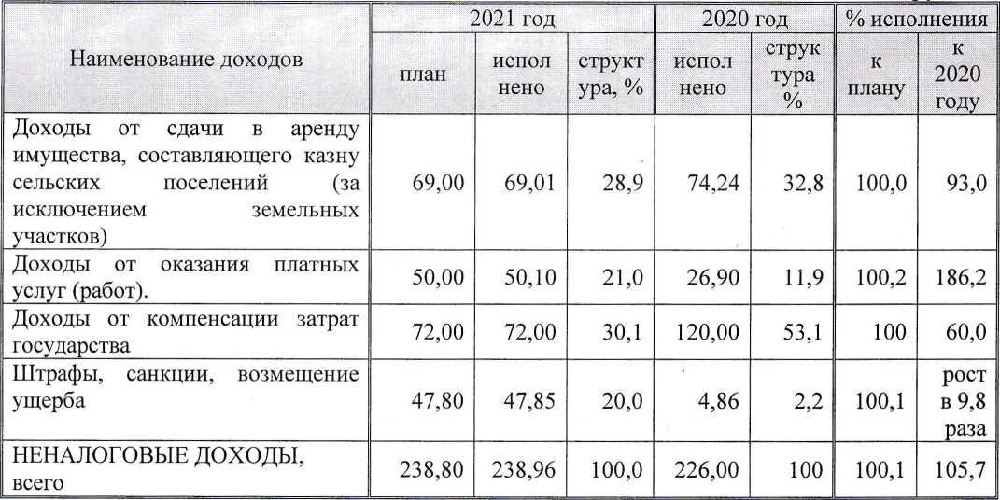 2021 год 2020 год % исполнения
Наименование доходов план испол нено структ ура, % испол нено струк тура % к плану к 2020 году
Доходы от сдачи в аренду
имущества, составляющего казну
сельских поселений (за 69,00 69,01 28,9 74,24 32,8 100,0 93,0
исключением земельных
участков)
Доходы от оказания платных
услуг (работ). 50,00 50,10 21,0 26,90 11,9 100,2 186,2
Доходы от компенсации затрат
государства 72,00 72,00 30,1 120,00 53,1 100 60,0
Штрафы, санкции, возмещение
ущерба 47,80 47,85 20,0 4,86 2,2 100,1 рост в 9,8 раза
НЕНАЛОГОВЫЕ ДОХОДЫ,
всего 238,80 238,96 100,0 226,00 100 100,1 105,7